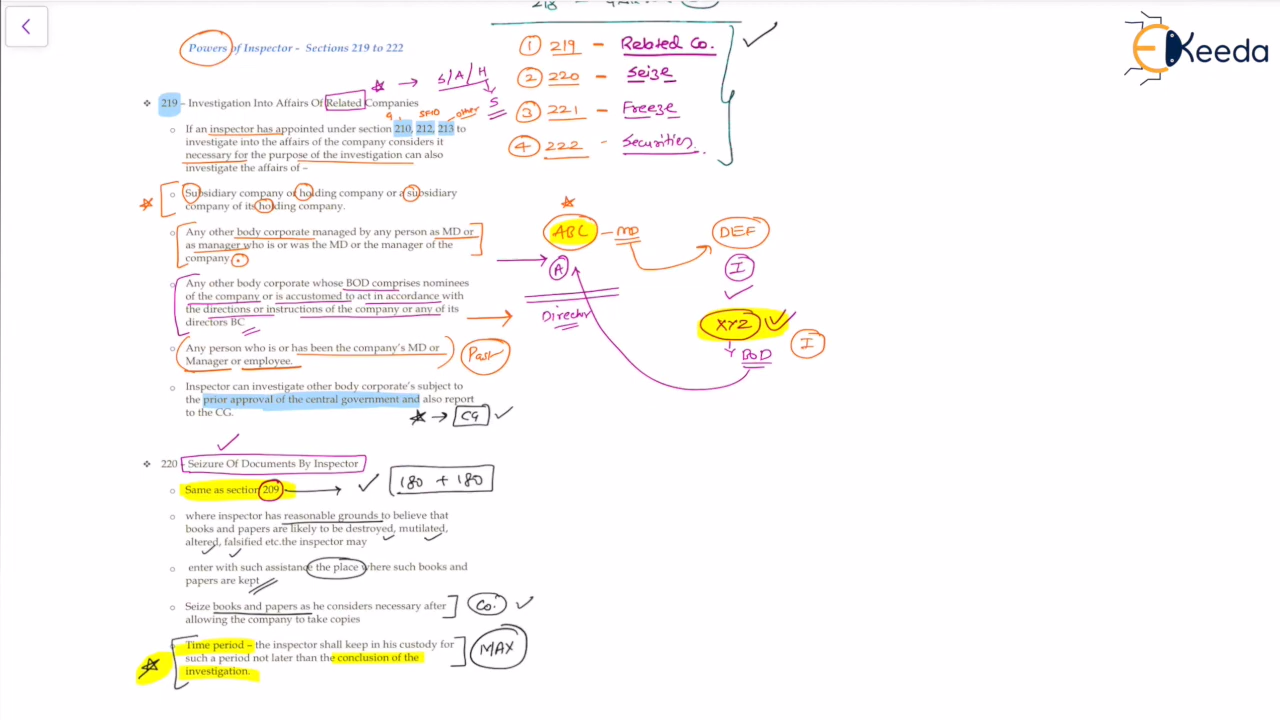 Powers of Inspector - Sections 219 to 222
① 219 - Related Co.
② 220 - Seize
③ 221 - Freeze
④ 222 - Securities
EKeeda
S/A/H
S
❖ 219 – Investigation Into Affairs Of Related Companies
SFIO other
o If an inspector has appointed under section 210, 212, 213 to
investigate into the affairs of the company considers it
necessary for the purpose of the investigation can also
investigate the affairs of –
o Subsidiary company or holding company or a subsidiary
company of its holding company.
o Any other body corporate managed by any person as MD or
as manager who is or was the MD or the manager of the
company.
o Any other body corporate whose BOD comprises nominees
of the company or is accustomed to act in accordance with
the directions or instructions of the company or any of its
directors BC
o Any person who is or has been the company's MD or
Manager or employee.
Past
o Inspector can investigate other body corporate's subject to
the prior approval of the central government and also report
to the CG.
CG
ABC - MD
DEF
A
I
Director
XYZ
BOD
I
❖ 220 – Seizure Of Documents By Inspector
o Same as section 209
180 + 180
o where inspector has reasonable grounds to believe that
books and papers are likely to be destroyed, mutilated,
altered, falsified etc.the inspector may
o enter with such assistance the place where such books and
papers are kept
o Seize books and papers as he considers necessary after
allowing the company to take copies
Co.
o Time period – the inspector shall keep in his custody for
such a period not later than the conclusion of the
investigation.
MAX